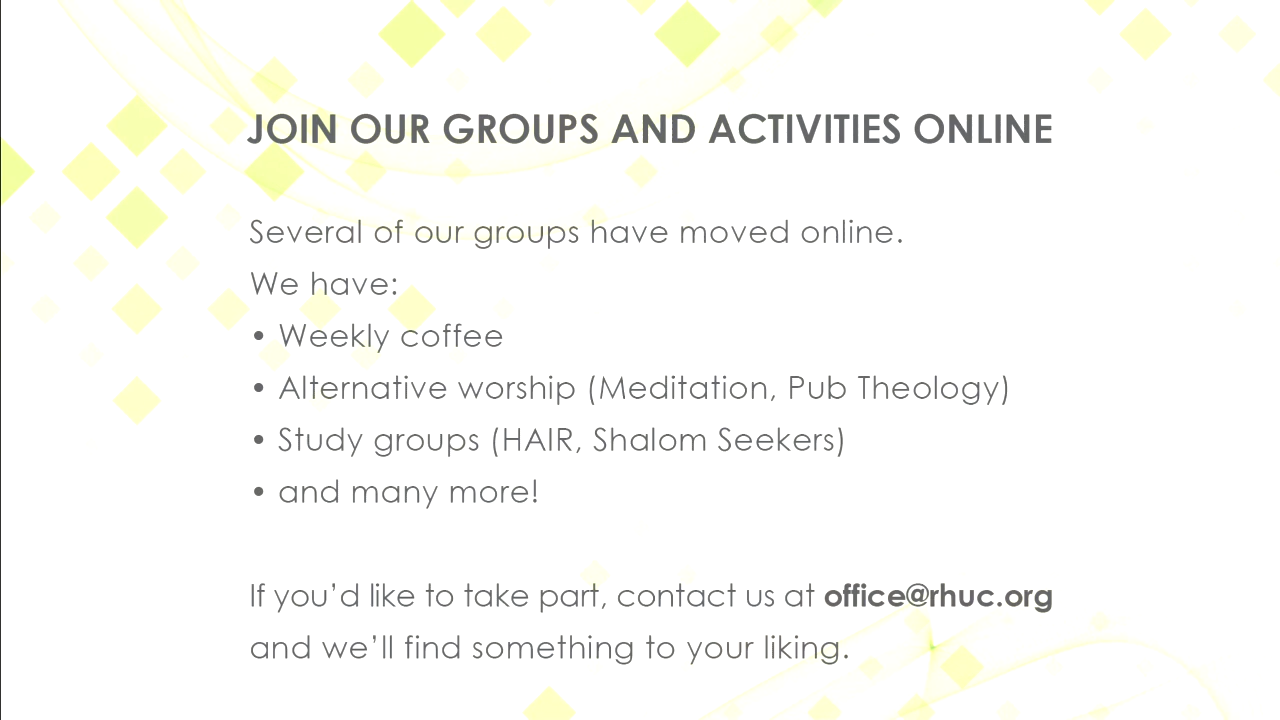 JOIN OUR GROUPS AND ACTIVITIES ONLINE
Several of our groups have moved online.
We have:
• Weekly coffee
• Alternative worship (Meditation, Pub Theology)
• Study groups (HAIR, Shalom Seekers)
• and many more!
If you’d like to take part, contact us at office@rhuc.org
and we’ll find something to your liking.